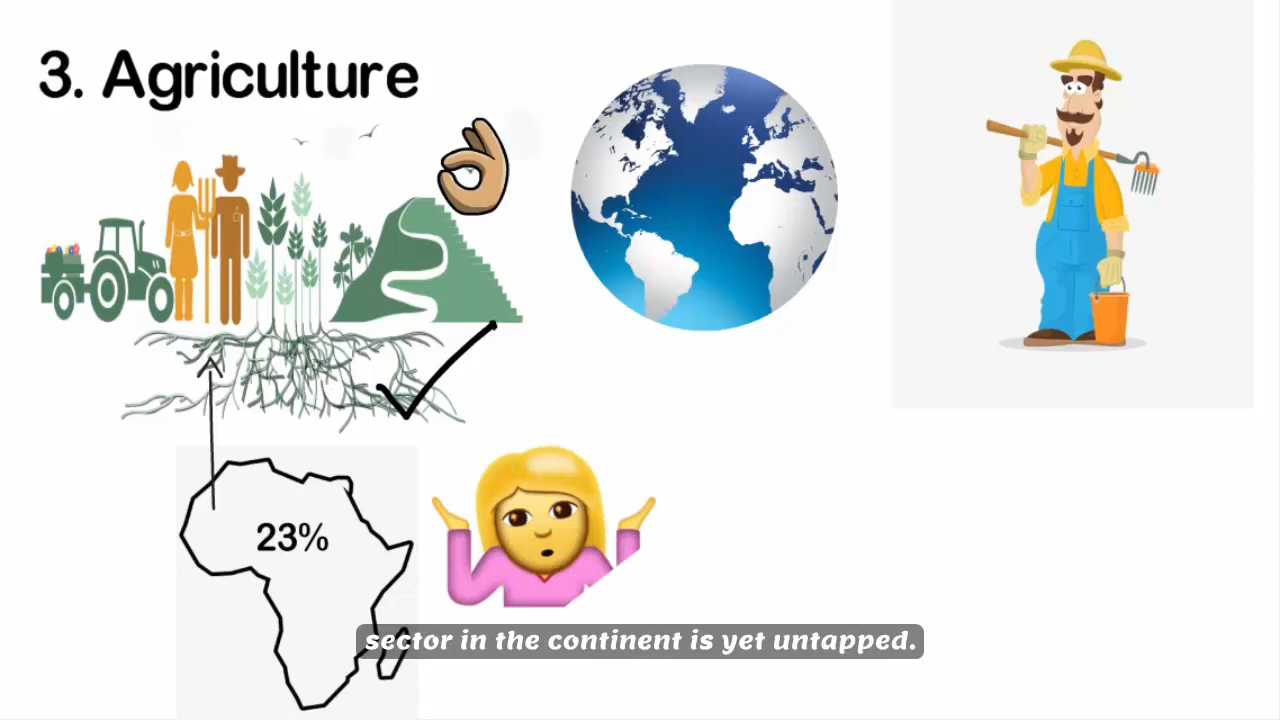 3. Agriculture
23%
sector in the continent is yet untapped.